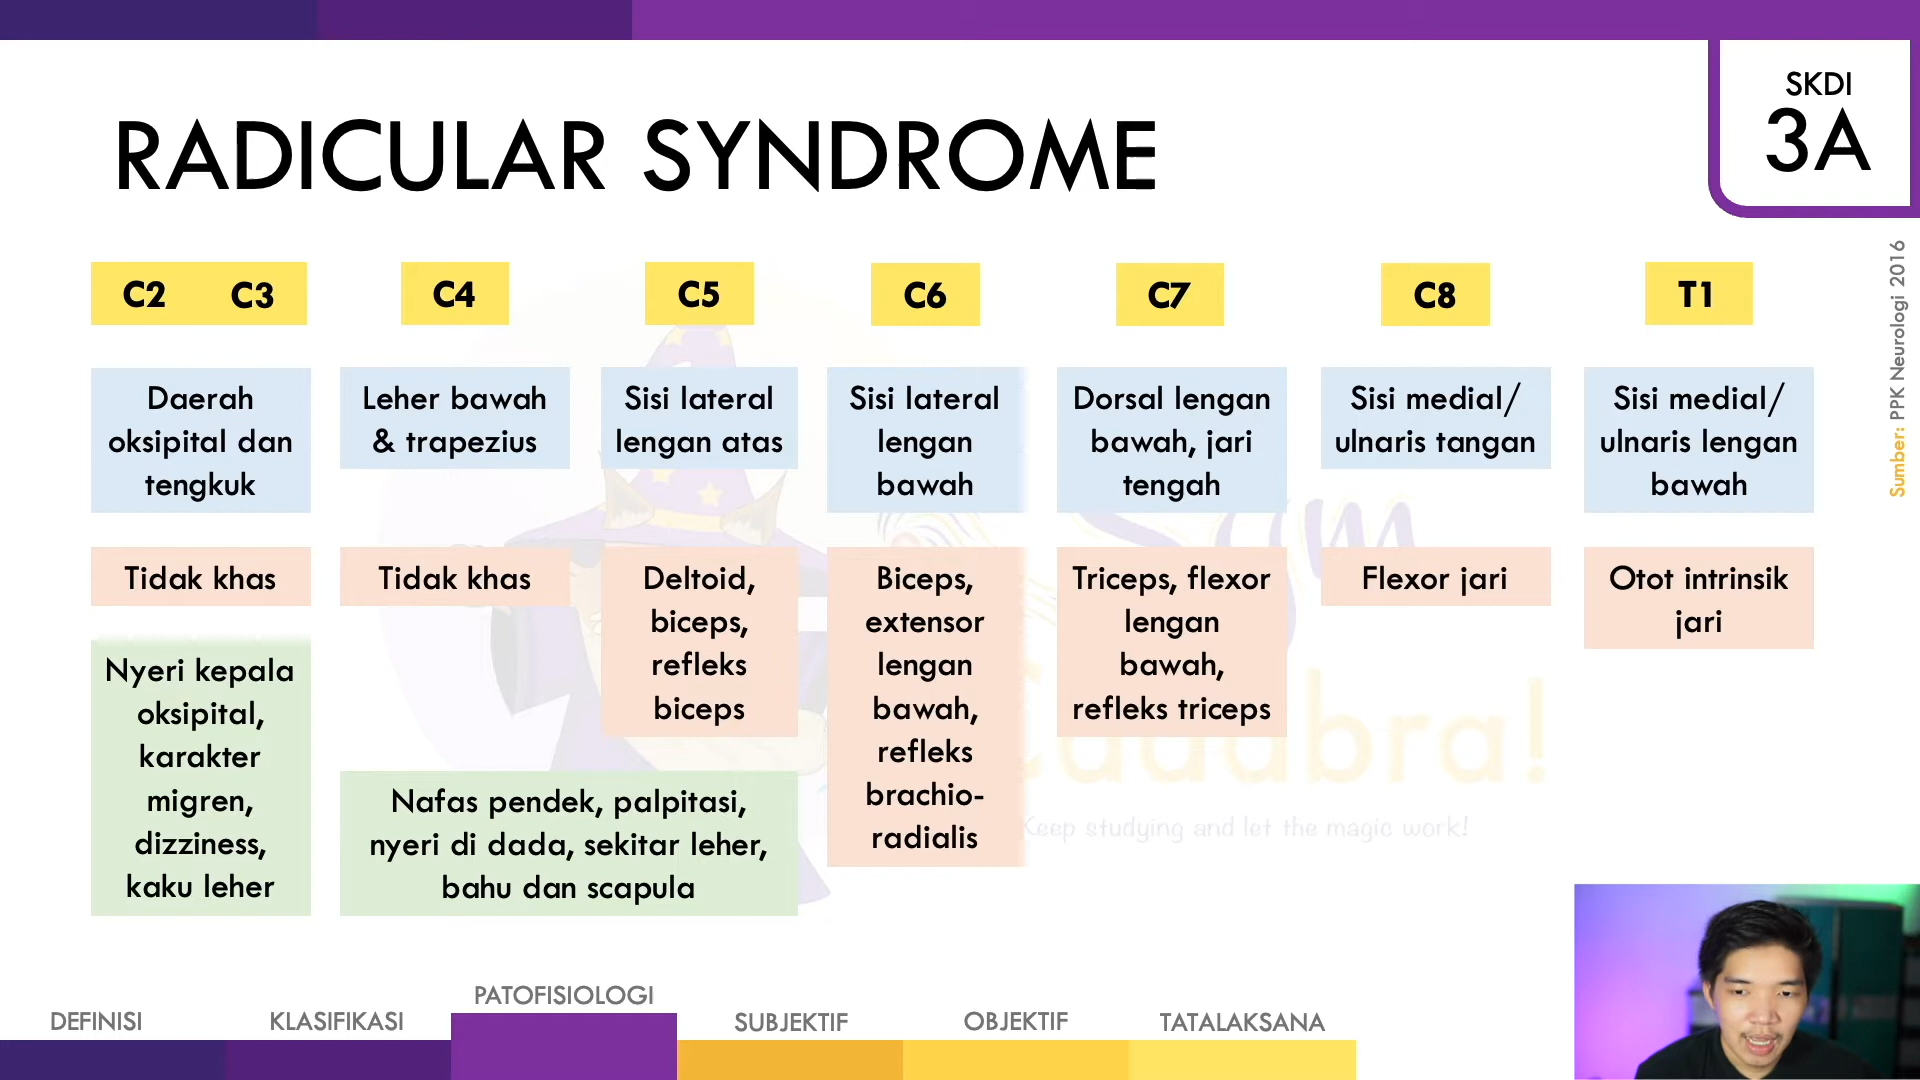 SKDI
3A
RADICULAR SYNDROME
Sumber: PPK Neurologi 2016
C2 C3
Daerah
oksipital dan
tengkuk
Tidak khas
Nyeri kepala
oksipital,
karakter
migren,
dizziness,
kaku leher
C4
Leher bawah
& trapezius
Tidak khas
C5
Sisi lateral
lengan atas
Deltoid,
biceps,
refleks
biceps
Nafas pendek, palpitasi,
nyeri di dada, sekitar leher,
bahu dan scapula
C6
Sisi lateral
lengan
bawah
Biceps,
extensor
lengan
bawah,
refleks
brachio-
radialis
C7
Dorsal lengan
bawah, jari
tengah
Triceps, flexor
lengan
bawah,
refleks triceps
C8
Sisi medial/
ulnaris tangan
Flexor jari
T1
Sisi medial/
ulnaris lengan
bawah
Otot intrinsik
jari
Keep studying and let the magic work!
DEFINISI
KLASIFIKASI
PATOFISIOLOGI
SUBJEKTIF
OBJEKTIF
TATALAKSANA